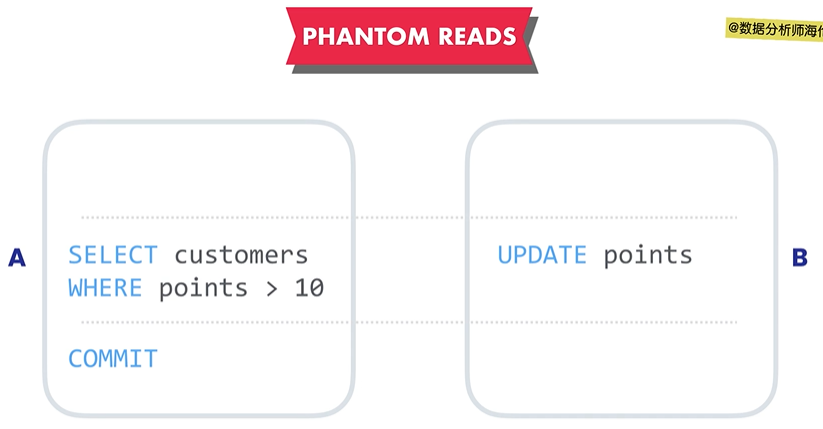 PHANTOM READS
@数据分析师海
A
SELECT customers
WHERE points > 10
COMMIT
UPDATE points
B